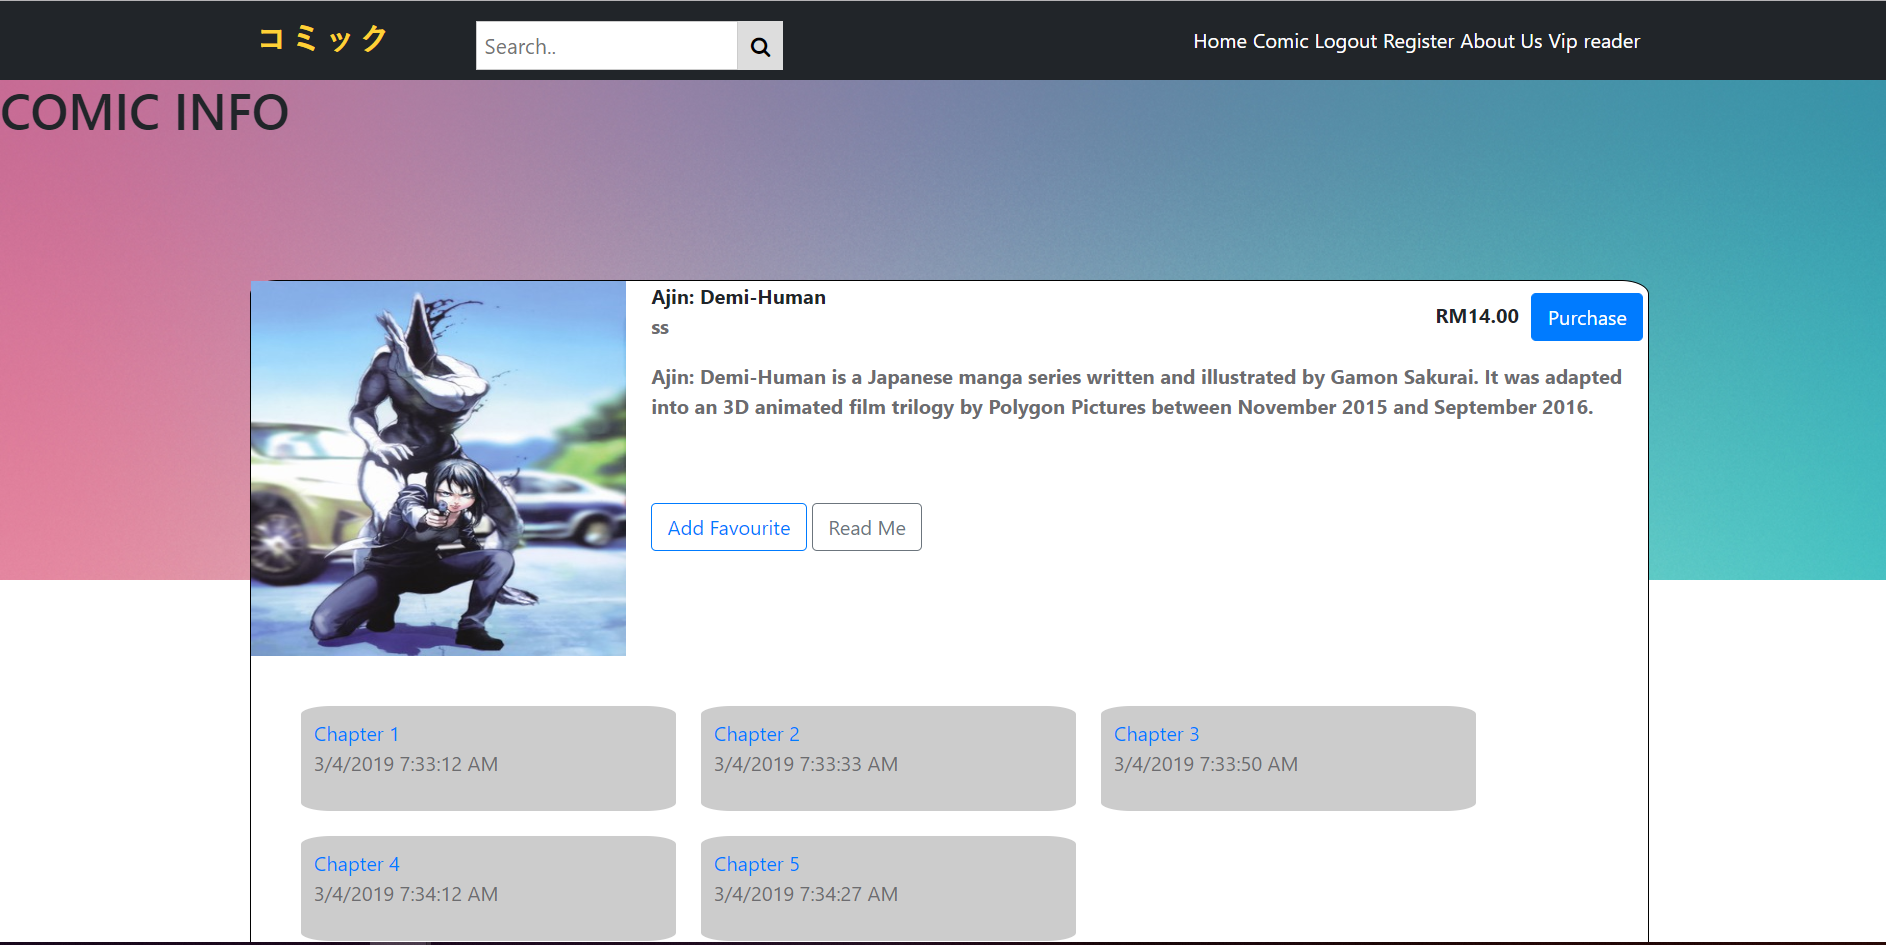 コミック
Search..
Home Comic Logout Register About Us Vip reader
COMIC INFO
Ajin: Demi-Human
ss
RM14.00
Purchase
Ajin: Demi-Human is a Japanese manga series written and illustrated by Gamon Sakurai. It was adapted
into an 3D animated film trilogy by Polygon Pictures between November 2015 and September 2016.
Add Favourite
Read Me
Chapter 1
3/4/2019 7:33:12 AM
Chapter 2
3/4/2019 7:33:33 AM
Chapter 3
3/4/2019 7:33:50 AM
Chapter 4
3/4/2019 7:34:12 AM
Chapter 5
3/4/2019 7:34:27 AM